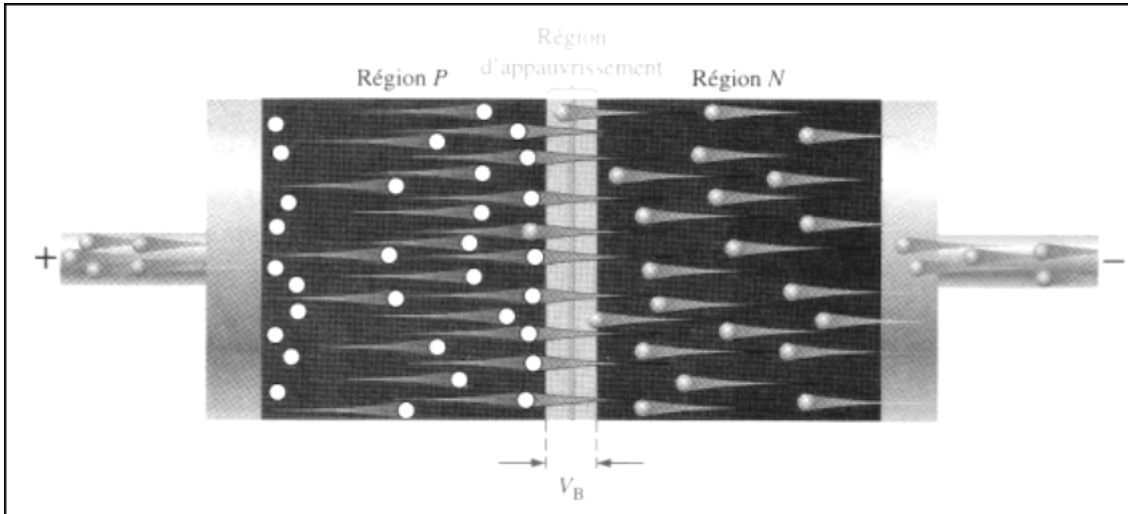 Région
d'appauvrissement
Région P
Région N
+
−
V_B